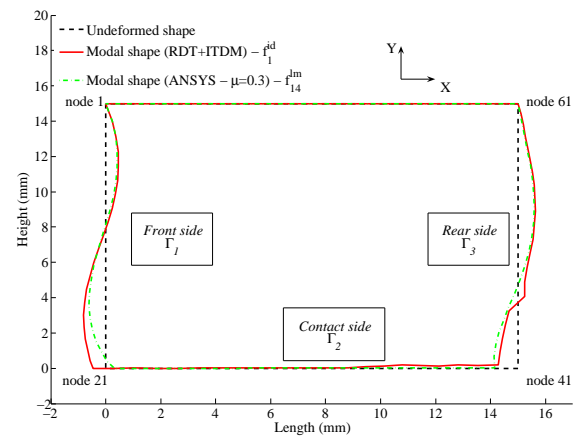 Undeformed shape
Modal shape (RDT+ITDM) – f₁ⁱᵈ
Modal shape (ANSYS – μ=0.3) – f₁₄ˡᵐ
Y
X
node 1
node 61
Front side
Γ₁
Rear side
Γ₃
Contact side
Γ₂
node 21
node 41
20
18
16
14
12
10
8
6
4
2
0
−2
−2
0
2
4
6
8
10
12
14
16
Height (mm)
Length (mm)